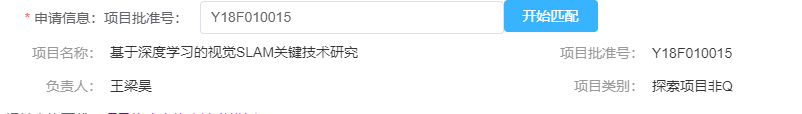 * 申请信息：项目批准号： Y18F010015 开始匹配
项目名称： 基于深度学习的视觉SLAM关键技术研究 项目批准号： Y18F010015
负责人： 王梁昊 项目类别： 探索项目非Q